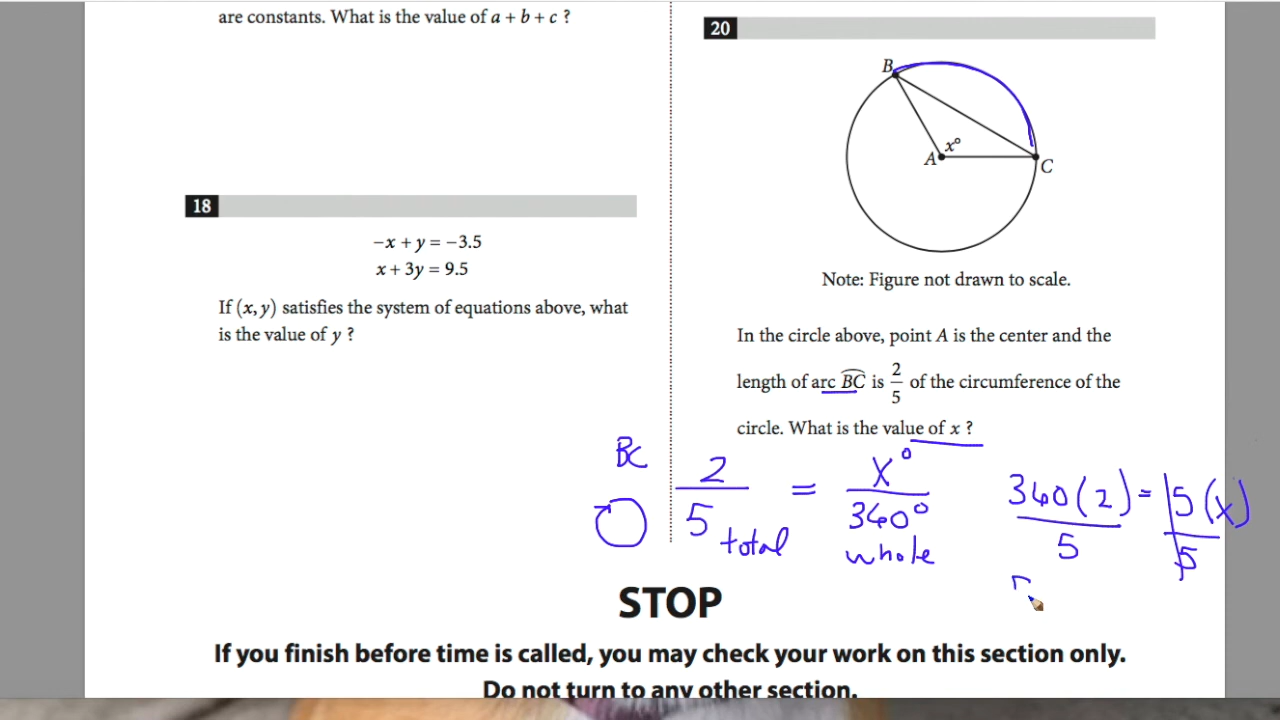 are constants. What is the value of a + b + c ?
18
−x + y = −3.5
x + 3y = 9.5
If (x, y) satisfies the system of equations above, what
is the value of y ?
20
B
x°
A
C
Note: Figure not drawn to scale.
In the circle above, point A is the center and the
length of arc BC is 2/5 of the circumference of the
circle. What is the value of x ?
BC 2/5 total = x°/360° whole
360(2)/5 = 5(x)/5
STOP
If you finish before time is called, you may check your work on this section only.
Do not turn to any other section.